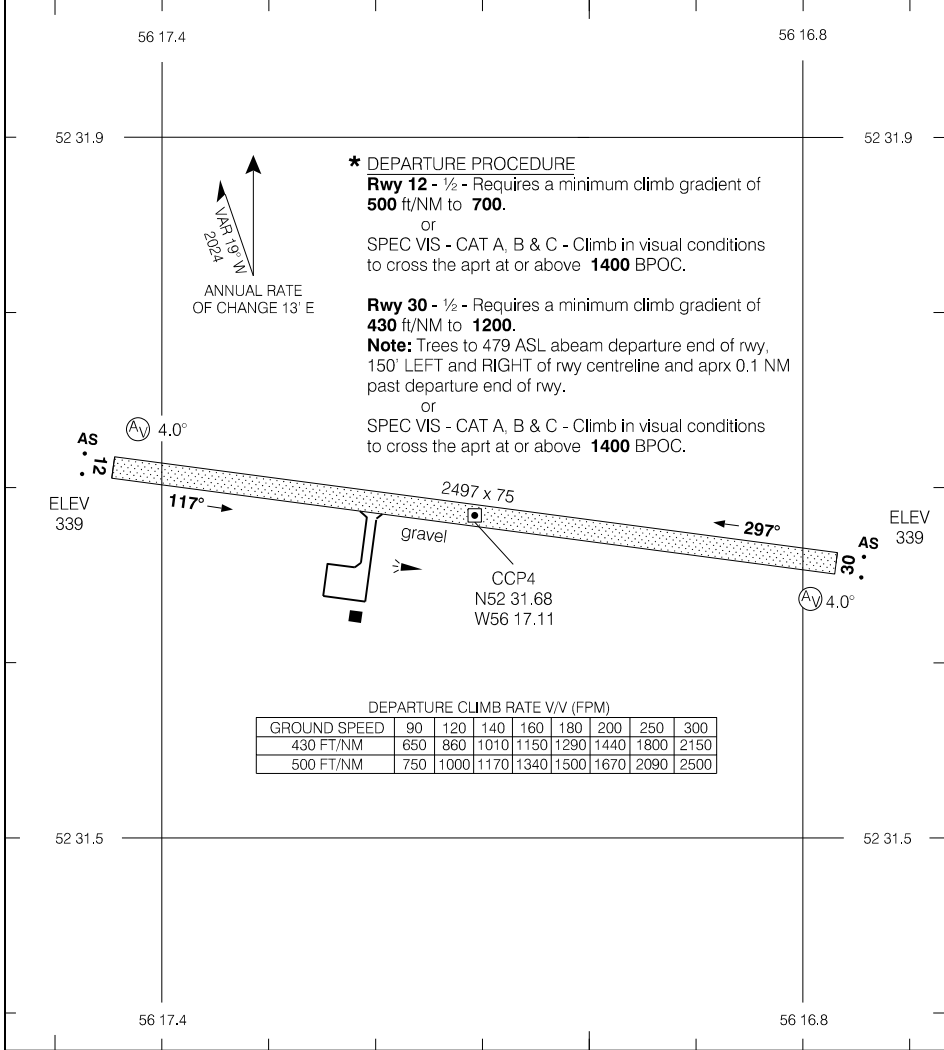 56 17.4
56 16.8
52 31.9
52 31.9
* DEPARTURE PROCEDURE
Rwy 12 - ½ - Requires a minimum climb gradient of
500 ft/NM to 700.
or
SPEC VIS - CAT A, B & C - Climb in visual conditions
to cross the aprt at or above 1400 BPOC.
Rwy 30 - ½ - Requires a minimum climb gradient of
430 ft/NM to 1200.
Note: Trees to 479 ASL abeam departure end of rwy,
150' LEFT and RIGHT of rwy centreline and aprx 0.1 NM
past departure end of rwy.
or
SPEC VIS - CAT A, B & C - Climb in visual conditions
to cross the aprt at or above 1400 BPOC.
VAR 19° W
2024
ANNUAL RATE
OF CHANGE 13' E
AV 4.0°
AS
12
ELEV
339
117°
2497 x 75
gravel
297°
AS
30
ELEV
339
AV 4.0°
CCP4
N52 31.68
W56 17.11
DEPARTURE CLIMB RATE V/V (FPM)
GROUND SPEED 90 120 140 160 180 200 250 300
430 FT/NM 650 860 1010 1150 1290 1440 1800 2150
500 FT/NM 750 1000 1170 1340 1500 1670 2090 2500
52 31.5
52 31.5
56 17.4
56 16.8